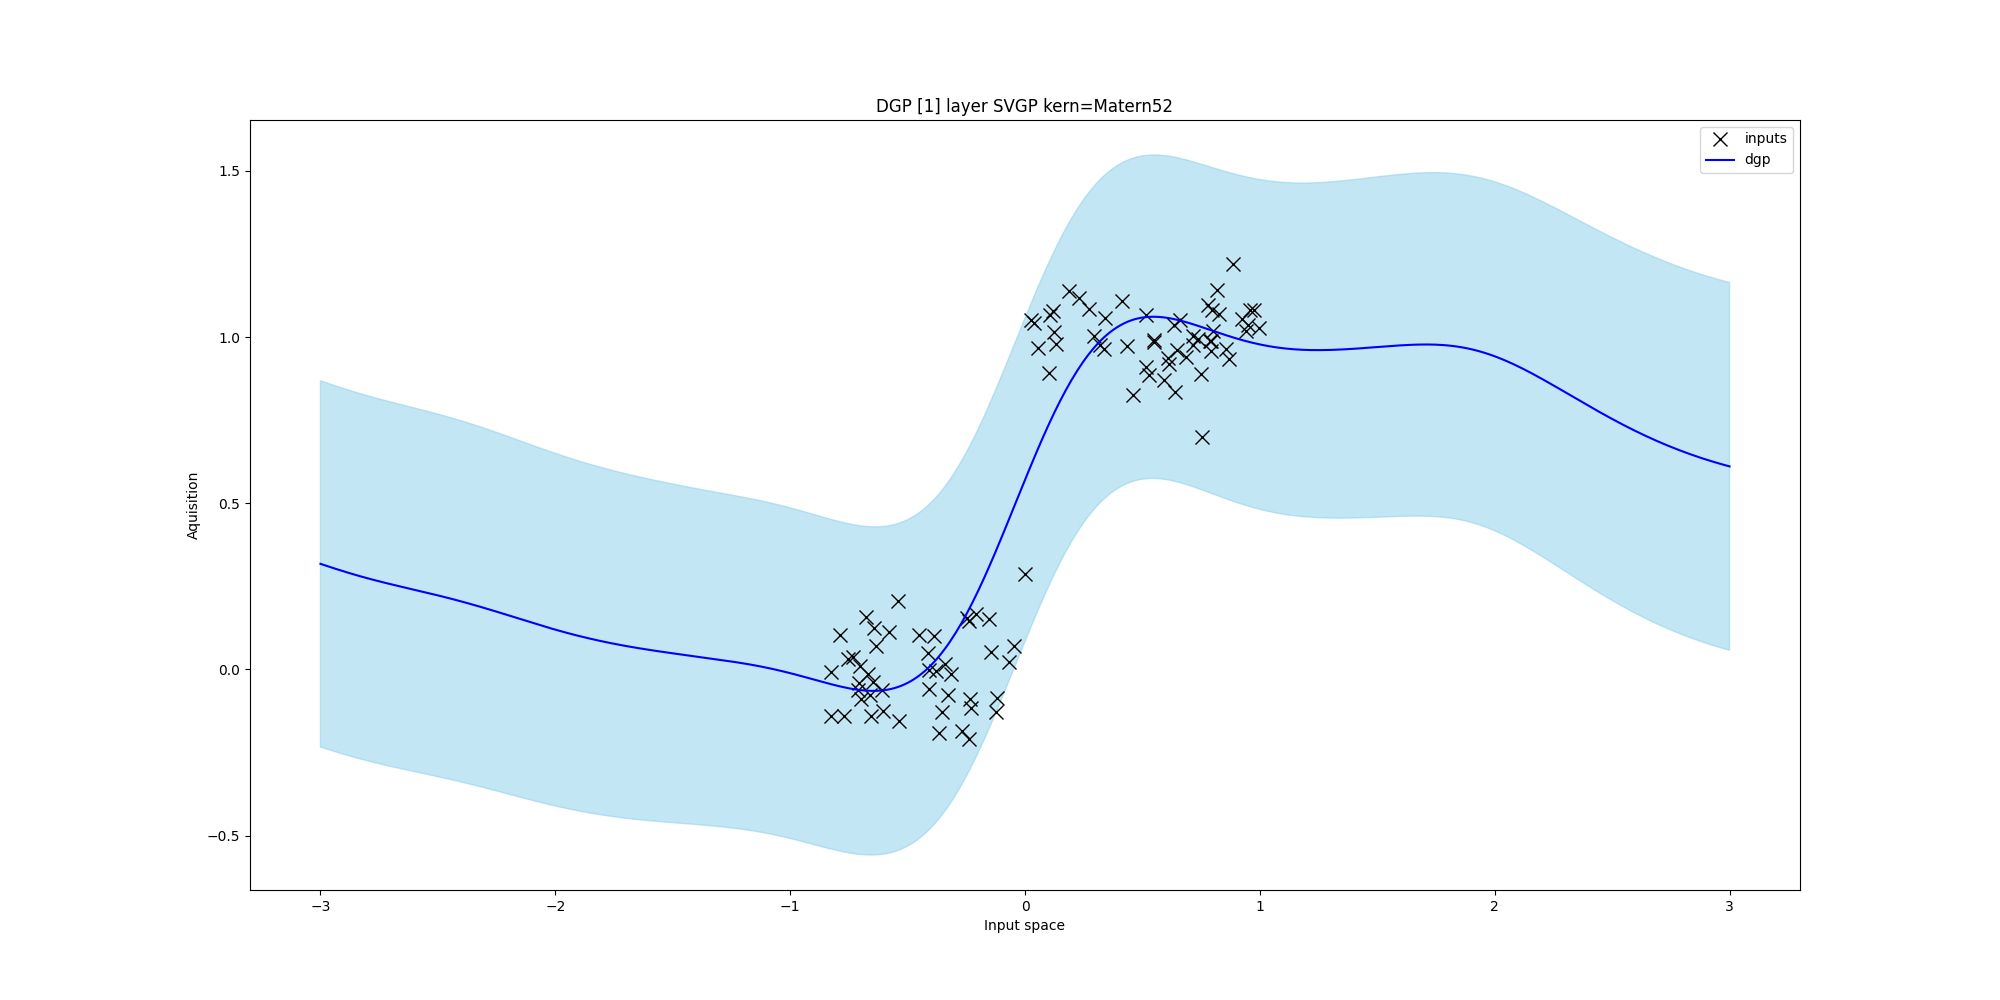 DGP [1] layer SVGP kern=Matern52
inputs
dgp
1.5
1.0
0.5
0.0
−0.5
Aquisition
−3
−2
−1
0
1
2
3
Input space